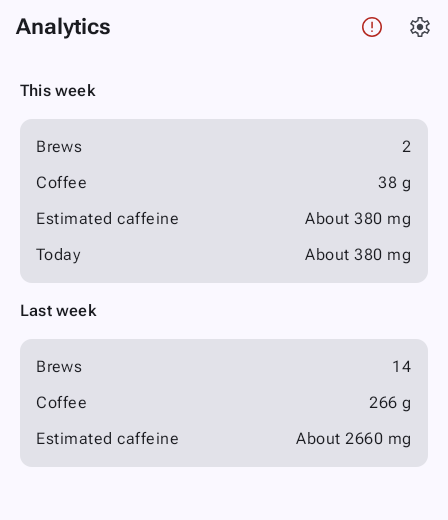 Analytics
This week
Brews 2
Coffee 38 g
Estimated caffeine About 380 mg
Today About 380 mg
Last week
Brews 14
Coffee 266 g
Estimated caffeine About 2660 mg